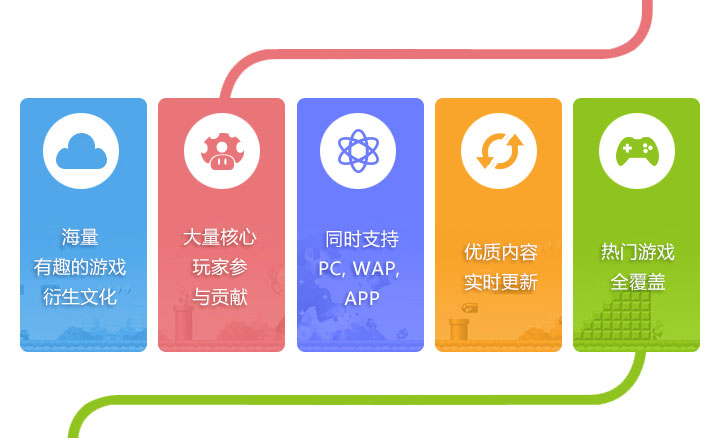 海量
有趣的游戏
衍生文化
大量核心
玩家参
与贡献
同时支持
PC, WAP,
APP
优质内容
实时更新
热门游戏
全覆盖